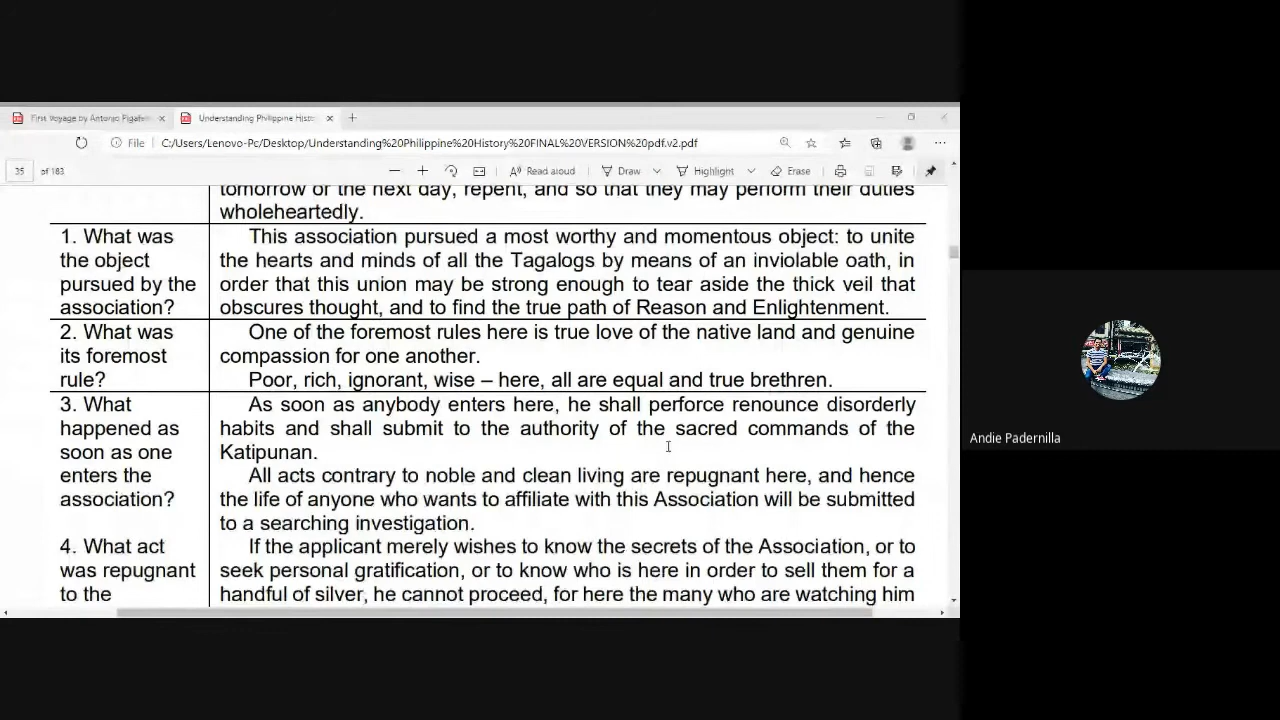 First Voyage by Antonio Pigafe
Understanding Philippine Hist
File
C:/Users/Lenovo-Pc/Desktop/Understanding%20Philippine%20History%20FINAL%20VERSION%20pdf.v2.pdf
35
of 183
Read aloud
Draw
Highlight
Erase
tomorrow or the next day, repent, and so that they may perform their duties
wholeheartedly.
1. What was
the object
pursued by the
association?
This association pursued a most worthy and momentous object: to unite
the hearts and minds of all the Tagalogs by means of an inviolable oath, in
order that this union may be strong enough to tear aside the thick veil that
obscures thought, and to find the true path of Reason and Enlightenment.
2. What was
its foremost
rule?
One of the foremost rules here is true love of the native land and genuine
compassion for one another.
Poor, rich, ignorant, wise – here, all are equal and true brethren.
3. What
happened as
soon as one
enters the
association?
As soon as anybody enters here, he shall perforce renounce disorderly
habits and shall submit to the authority of the sacred commands of the
Katipunan.
All acts contrary to noble and clean living are repugnant here, and hence
the life of anyone who wants to affiliate with this Association will be submitted
to a searching investigation.
4. What act
was repugnant
to the
If the applicant merely wishes to know the secrets of the Association, or to
seek personal gratification, or to know who is here in order to sell them for a
handful of silver, he cannot proceed, for here the many who are watching him
Andie Padernilla